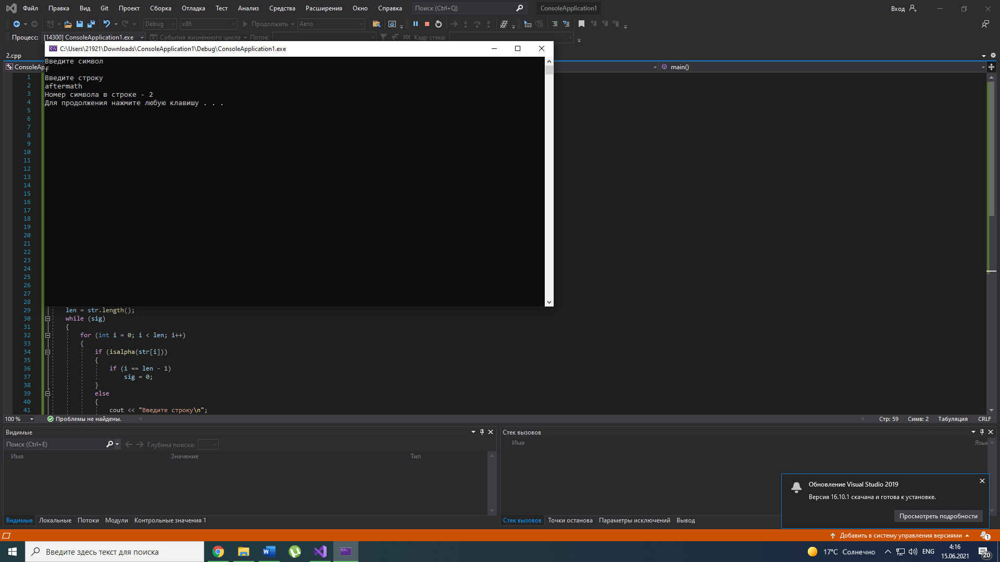 Файл Правка Вид Git Проект Сборка Отладка Тест Анализ Средства Расширения Окно Справка Поиск (Ctrl+Q) ConsoleApplication1 Вход
Debug x86 Продолжить Авто
Процесс: [14300] ConsoleApplication1.exe События жизненного цикла Поток: Кадр стека:
C:\Users\21921\Downloads\ConsoleApplication1\Debug\ConsoleApplication1.exe
2.cpp
ConsoleAp
main()
Введите символ
f
Введите строку
aftermath
Номер символа в строке - 2
Для продолжения нажмите любую клавишу . . .
1
2
3
4
5
6
7
8
9
10
11
12
13
14
15
16
17
18
19
20
21
22
23
24
25
26
27
28
29 len = str.length();
30 while (sig)
31 {
32 for (int i = 0; i < len; i++)
33 {
34 if (isalpha(str[i]))
35 {
36 if (i == len - 1)
37 sig = 0;
38 }
39 else
40 {
41 cout << "Введите строку\n";
100 % Проблемы не найдены. Стр: 59 Симв: 2 Табуляция CRLF
Видимые
Поиск (Ctrl+E) Глубина поиска:
Имя Значение Тип
Видимые Локальные Потоки Модули Контрольные значения 1
Стек вызовов
Имя Язык
Стек вызовов Точки останова Параметры исключений Вывод
Обновление Visual Studio 2019
Версия 16.10.1 скачана и готова к установке.
Просмотреть подробности
Добавить в систему управления версиями 1
Введите здесь текст для поиска
17°C Солнечно ENG 4:16
15.06.2021
20